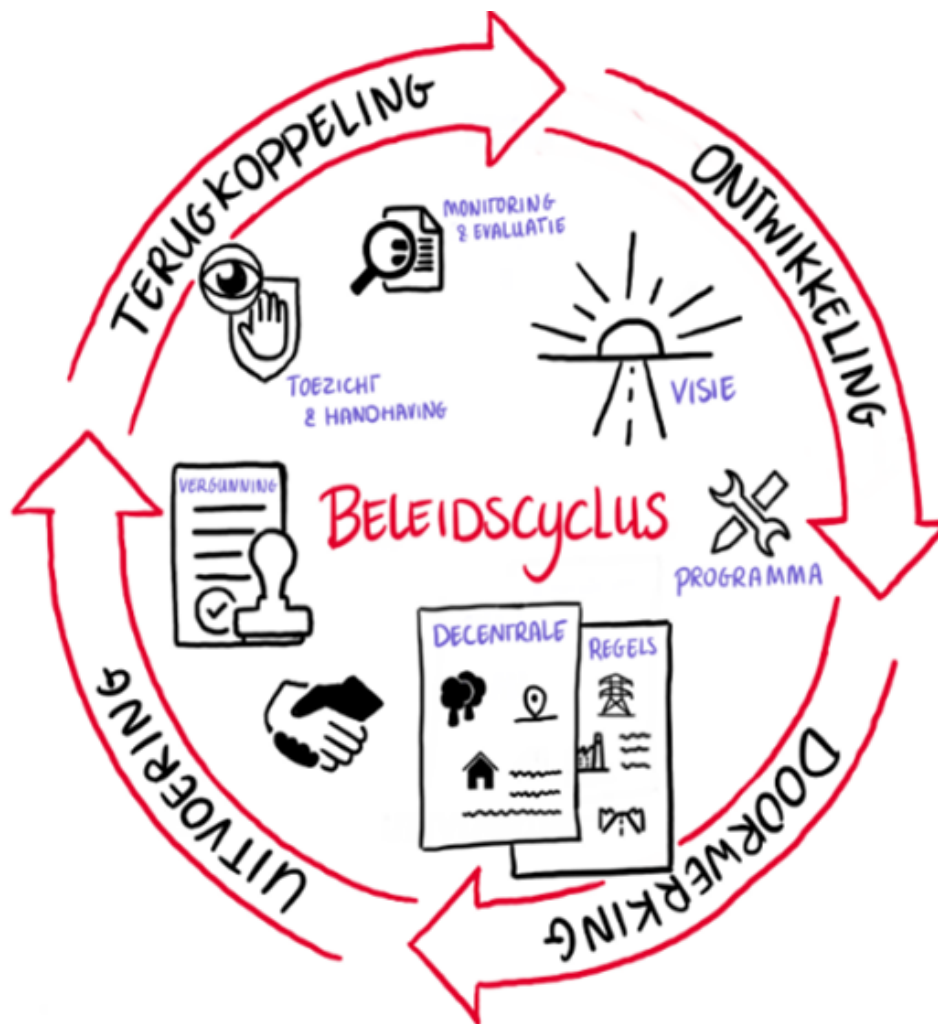 TERUGKOPPELING
ONTWIKKELING
MONITORING
& EVALUATIE
TOEZICHT
& HANDHAVING
VISIE
VERGUNNING
BELEIDSCYCLUS
PROGRAMMA
DECENTRALE
REGELS
UITVOERING
DOORWERKING